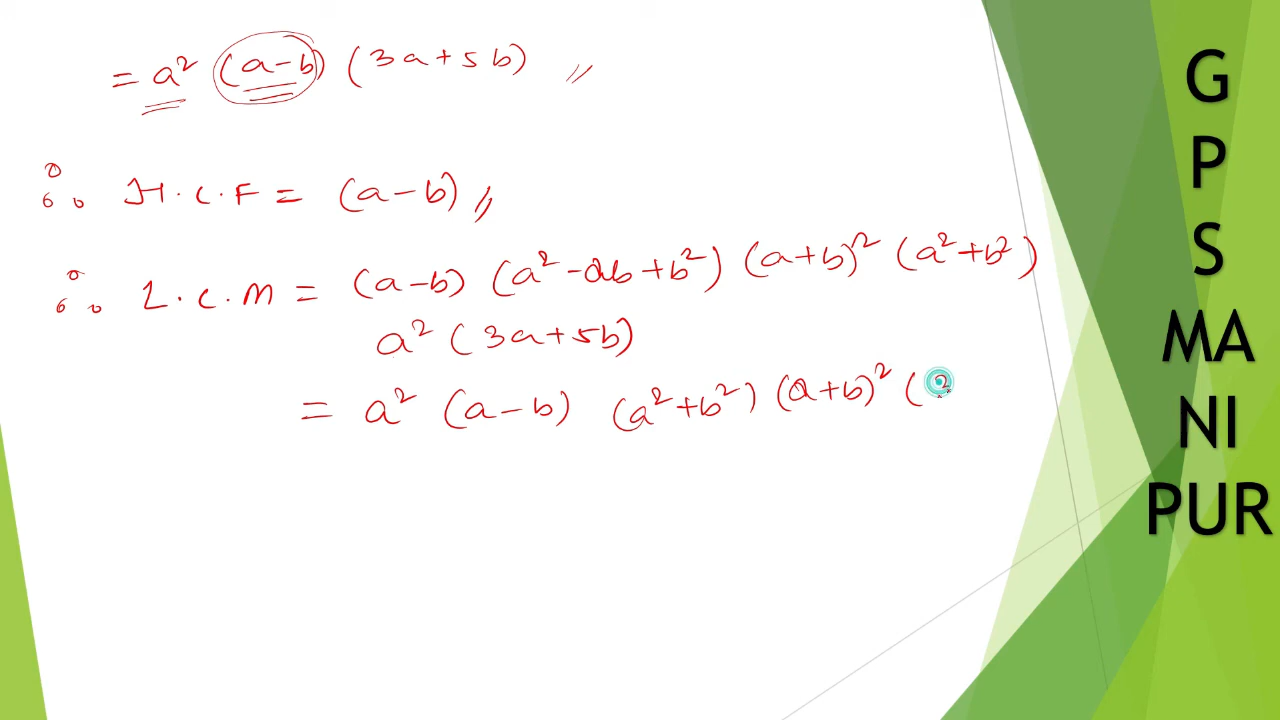 = a² (a-b) (3a+5b) //
∴ H.C.F = (a-b) //
∴ L.C.M = (a-b) (a²-ab+b²) (a+b)² (a²+b²)
a² (3a+5b)
= a² (a-b) (a²+b²) (a+b)² (
G
P
S
MA
NI
PUR